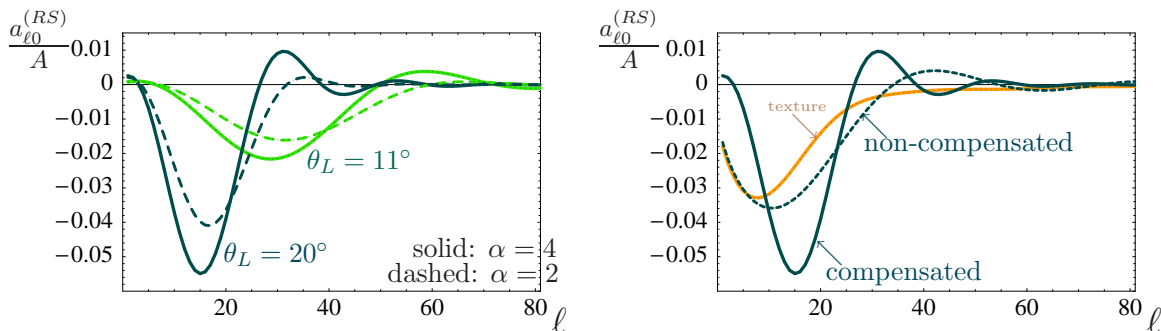 a_{ℓ0}^{(RS)}
A
0.01
0
−0.01
−0.02
−0.03
−0.04
−0.05
θ_L = 11°
θ_L = 20°
solid: α = 4
dashed: α = 2
20 40 60 80
ℓ
a_{ℓ0}^{(RS)}
A
0.01
0
−0.01
−0.02
−0.03
−0.04
−0.05
texture
non-compensated
compensated
20 40 60 80
ℓ